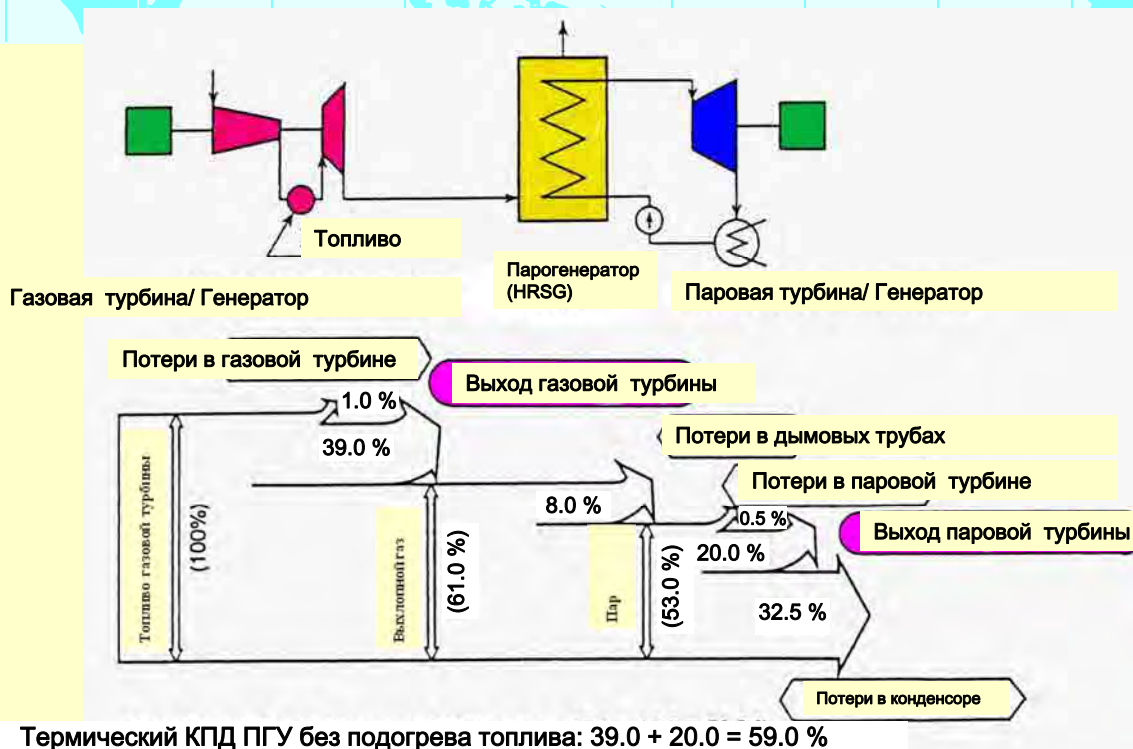 Топливо
Парогенератор
(HRSG)
Газовая турбина/ Генератор
Паровая турбина/ Генератор
Потери в газовой турбине
Выход газовой турбины
1.0 %
39.0 %
Потери в дымовых трубах
Потери в паровой турбине
8.0 %
0.5 %
Выход паровой турбины
20.0 %
Топливо газовой турбины
(100%)
Выхлопной газ
(61.0 %)
Пар
(53.0 %)
32.5 %
Потери в конденсоре
Термический КПД ПГУ без подогрева топлива: 39.0 + 20.0 = 59.0 %